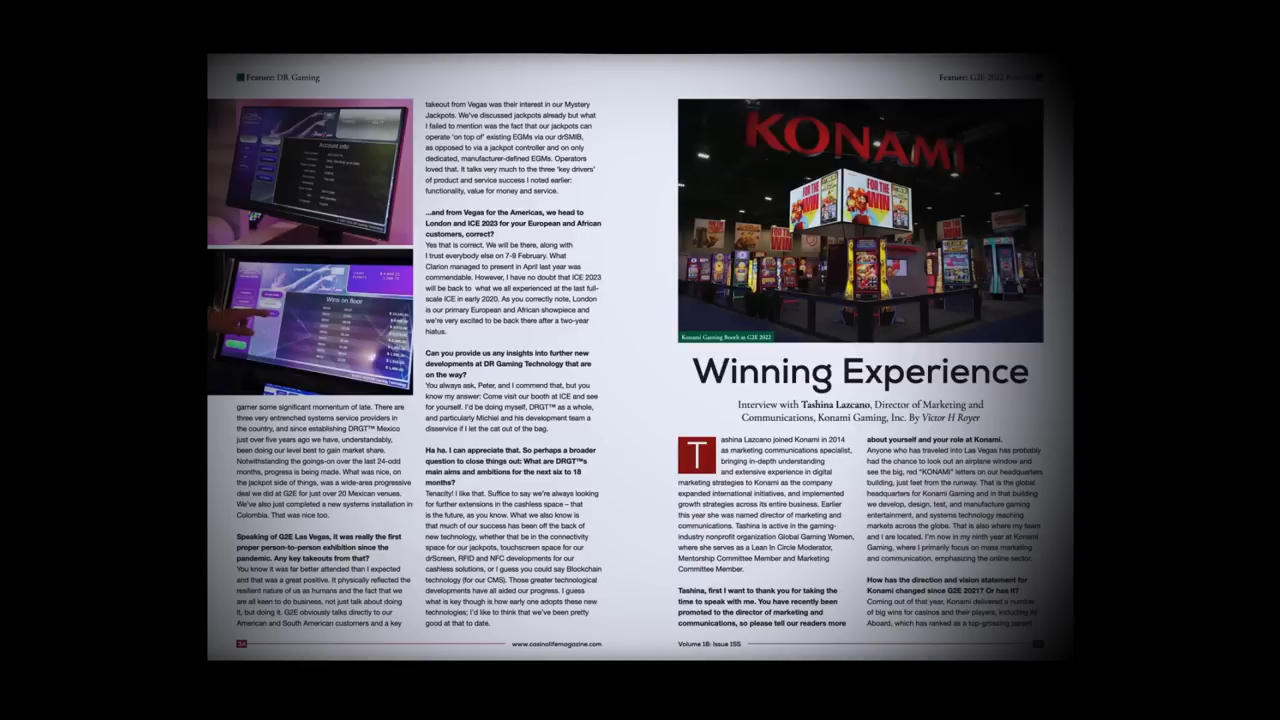 Feature: DR Gaming
Account info
Wins on floor
garner some significant momentum of late. There are
three very entrenched systems service providers in
the country, and since establishing DRGT™ Mexico
just over five years ago we have, understandably,
been doing our level best to gain market share.
Notwithstanding the goings-on over the last 24-odd
months, progress is being made. What was nice, on
the jackpot side of things, was a wide-area progressive
deal we did at G2E for just over 20 Mexican venues.
We've also just completed a new systems installation in
Colombia. That was nice too.
Speaking of G2E Las Vegas, it was really the first
proper person-to-person exhibition since the
pandemic. Any key takeouts from that?
You know it was far better attended than I expected
and that was a great positive. It physically reflected the
resilient nature of us as humans and the fact that we
are all keen to do business, not just talk about doing
it, but doing it. G2E obviously talks directly to our
American and South American customers and a key
34
takeout from Vegas was their interest in our Mystery
Jackpots. We've discussed jackpots already but what
I failed to mention was the fact that our jackpots can
operate 'on top of' existing EGMs via our drSMIB,
as opposed to via a jackpot controller and on only
dedicated, manufacturer-defined EGMs. Operators
loved that. It talks very much to the three 'key drivers'
of product and service success I noted earlier:
functionality, value for money and service.
...and from Vegas for the Americas, we head to
London and ICE 2023 for your European and African
customers, correct?
Yes that is correct. We will be there, along with
I trust everybody else on 7-9 February. What
Clarion managed to present in April last year was
commendable. However, I have no doubt that ICE 2023
will be back to what we all experienced at the last full-
scale ICE in early 2020. As you correctly note, London
is our primary European and African showpiece and
we're very excited to be back there after a two-year
hiatus.
Can you provide us any insights into further new
developments at DR Gaming Technology that are
on the way?
You always ask, Peter, and I commend that, but you
know my answer: Come visit our booth at ICE and see
for yourself. I'd be doing myself, DRGT™ as a whole,
and particularly Michiel and his development team a
disservice if I let the cat out of the bag.
Ha ha. I can appreciate that. So perhaps a broader
question to close things out: What are DRGT™s
main aims and ambitions for the next six to 18
months?
Tenacity! I like that. Suffice to say we're always looking
for further extensions in the cashless space – that
is the future, as you know. What we also know is
that much of our success has been off the back of
new technology, whether that be in the connectivity
space for our jackpots, touchscreen space for our
drScreen, RFID and NFC developments for our
cashless solutions, or I guess you could say Blockchain
technology (for our CMS). Those greater technological
developments have all aided our progress. I guess
what is key though is how early one adopts these new
technologies; I'd like to think that we've been pretty
good at that to date.
www.casinolifemagazine.com
Feature: G2E 2022
KONAMI
FOR THE WIN
FOR THE WIN
FOR THE WIN
Konami Gaming Booth at G2E 2022
Winning Experience
Interview with Tashina Lazcano, Director of Marketing and
Communications, Konami Gaming, Inc. By Victor H Royer
Tashina Lazcano joined Konami in 2014
as marketing communications specialist,
bringing in-depth understanding
and extensive experience in digital
marketing strategies to Konami as the company
expanded international initiatives, and implemented
growth strategies across its entire business. Earlier
this year she was named director of marketing and
communications. Tashina is active in the gaming-
industry nonprofit organization Global Gaming Women,
where she serves as a Lean In Circle Moderator,
Mentorship Committee Member and Marketing
Committee Member.
Tashina, first I want to thank you for taking the
time to speak with me. You have recently been
promoted to the director of marketing and
communications, so please tell our readers more
about yourself and your role at Konami.
Anyone who has traveled into Las Vegas has probably
had the chance to look out an airplane window and
see the big, red "KONAMI" letters on our headquarters
building, just feet from the runway. That is the global
headquarters for Konami Gaming and in that building
we develop, design, test, and manufacture gaming
entertainment, and systems technology reaching
markets across the globe. That is also where my team
and I are located. I'm now in my ninth year at Konami
Gaming, where I primarily focus on mass marketing
and communication, emphasizing the online sector.
How has the direction and vision statement for
Konami changed since G2E 2021? Or has it?
Coming out of that year, Konami delivered a number
of big wins for casinos and their players, including All
Aboard, which has ranked as a top-grossing parent
Volume 18: Issue 155